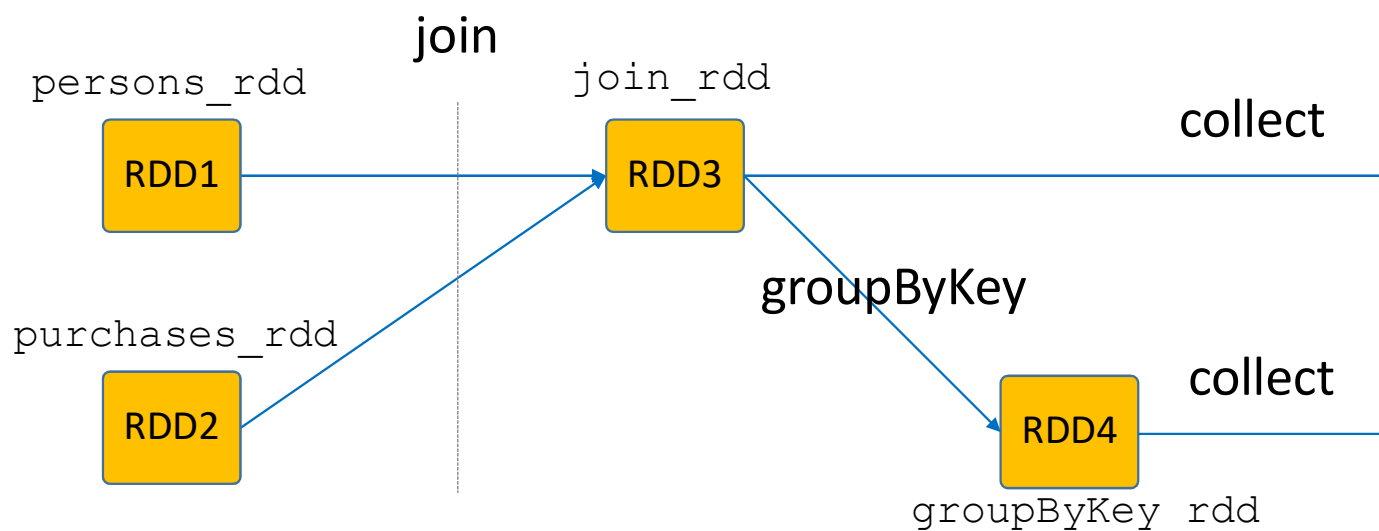 join
persons_rdd
join_rdd
collect
RDD1
RDD3
groupByKey
purchases_rdd
collect
RDD2
RDD4
groupByKey rdd